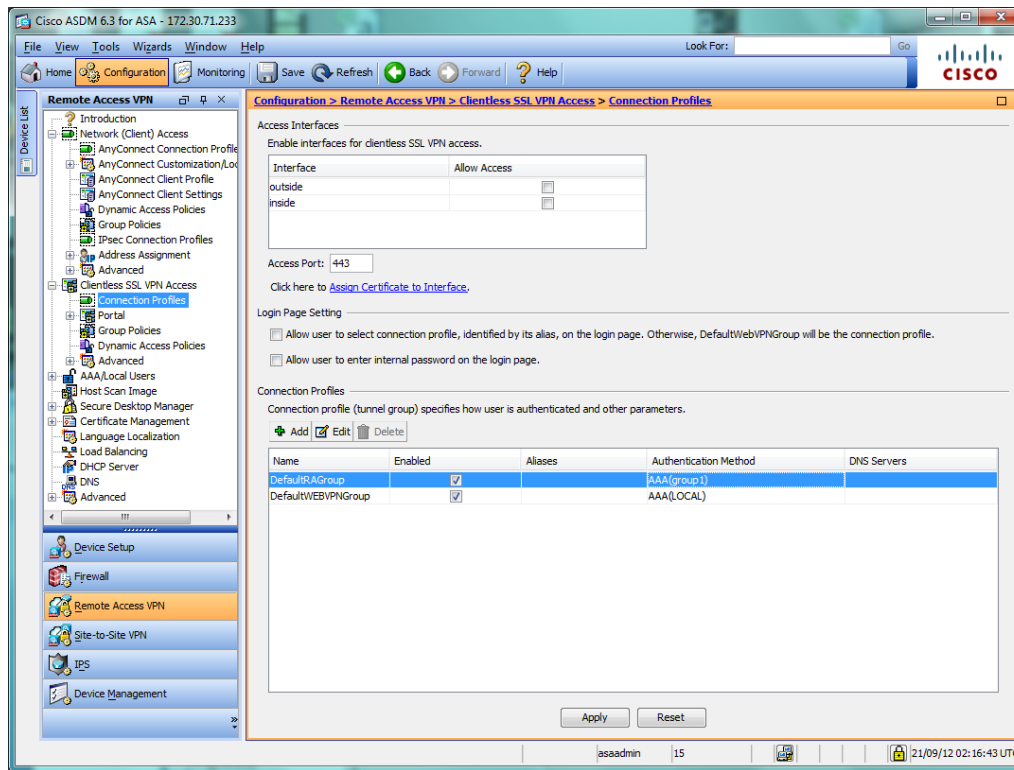 Cisco ASDM 6.3 for ASA - 172.30.71.233
File View Tools Wizards Window Help
Look For:
Go
Home Configuration Monitoring Save Refresh Back Forward Help
CISCO
Device List
Remote Access VPN
Introduction
Network (Client) Access
AnyConnect Connection Profile
AnyConnect Customization/Loc
AnyConnect Client Profile
AnyConnect Client Settings
Dynamic Access Policies
Group Policies
IPsec Connection Profiles
Address Assignment
Advanced
Clientless SSL VPN Access
Connection Profiles
Portal
Group Policies
Dynamic Access Policies
Advanced
AAA/Local Users
Host Scan Image
Secure Desktop Manager
Certificate Management
Language Localization
Load Balancing
DHCP Server
DNS
Advanced
Device Setup
Firewall
Remote Access VPN
Site-to-Site VPN
IPS
Device Management
Configuration > Remote Access VPN > Clientless SSL VPN Access > Connection Profiles
Access Interfaces
Enable interfaces for clientless SSL VPN access.
Interface Allow Access
outside
inside
Access Port: 443
Click here to Assign Certificate to Interface.
Login Page Setting
Allow user to select connection profile, identified by its alias, on the login page. Otherwise, DefaultWebVPNGroup will be the connection profile.
Allow user to enter internal password on the login page.
Connection Profiles
Connection profile (tunnel group) specifies how user is authenticated and other parameters.
Add Edit Delete
Name Enabled Aliases Authentication Method DNS Servers
DefaultRAGroup AAA(group1)
DefaultWEBVPNGroup AAA(LOCAL)
Apply Reset
asaadmin 15 21/09/12 02:16:43 UT